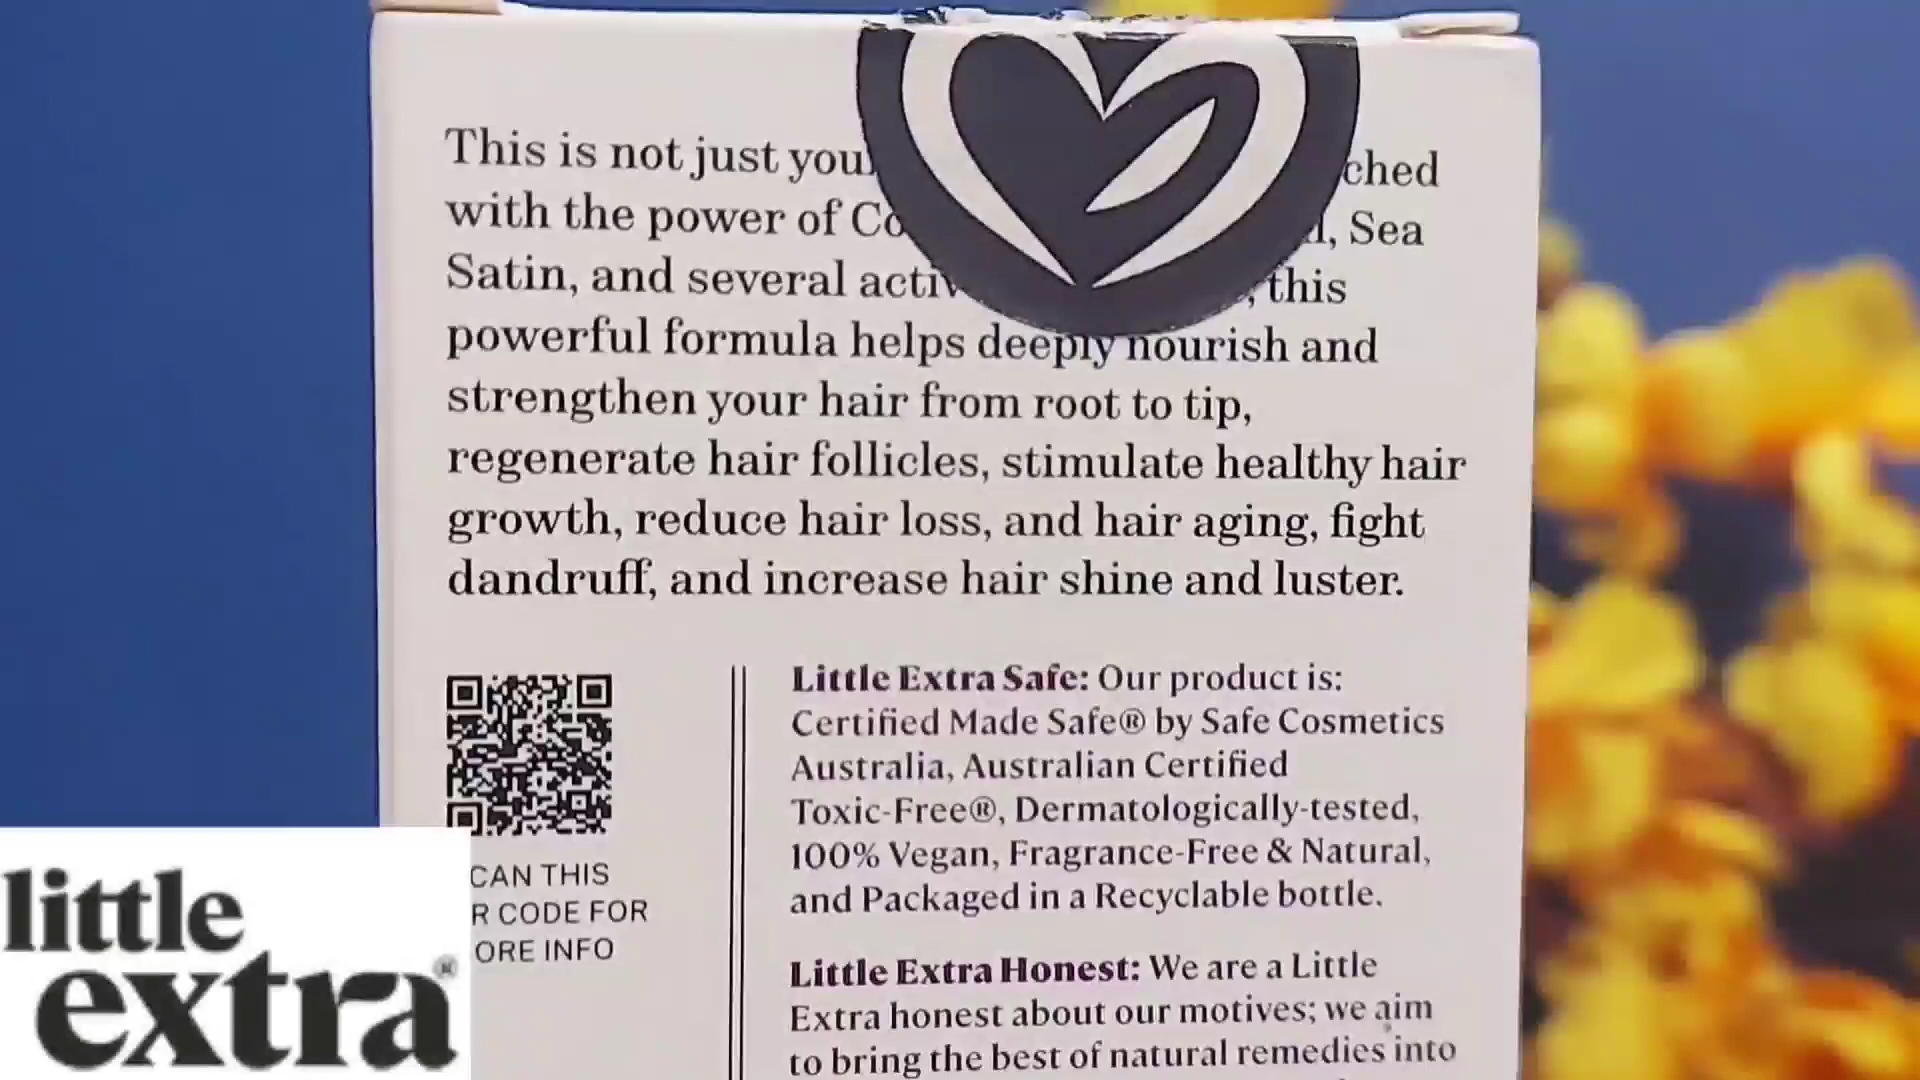 This is not just you
ched
with the power of Co
, Sea
Satin, and several activ
, this
powerful formula helps deeply nourish and
strengthen your hair from root to tip,
regenerate hair follicles, stimulate healthy hair
growth, reduce hair loss, and hair aging, fight
dandruff, and increase hair shine and luster.
CAN THIS
R CODE FOR
ORE INFO
Little Extra Safe: Our product is:
Certified Made Safe® by Safe Cosmetics
Australia, Australian Certified
Toxic-Free®, Dermatologically-tested,
100% Vegan, Fragrance-Free & Natural,
and Packaged in a Recyclable bottle.
Little Extra Honest: We are a Little
Extra honest about our motives; we aim
to bring the best of natural remedies into
little
extra®